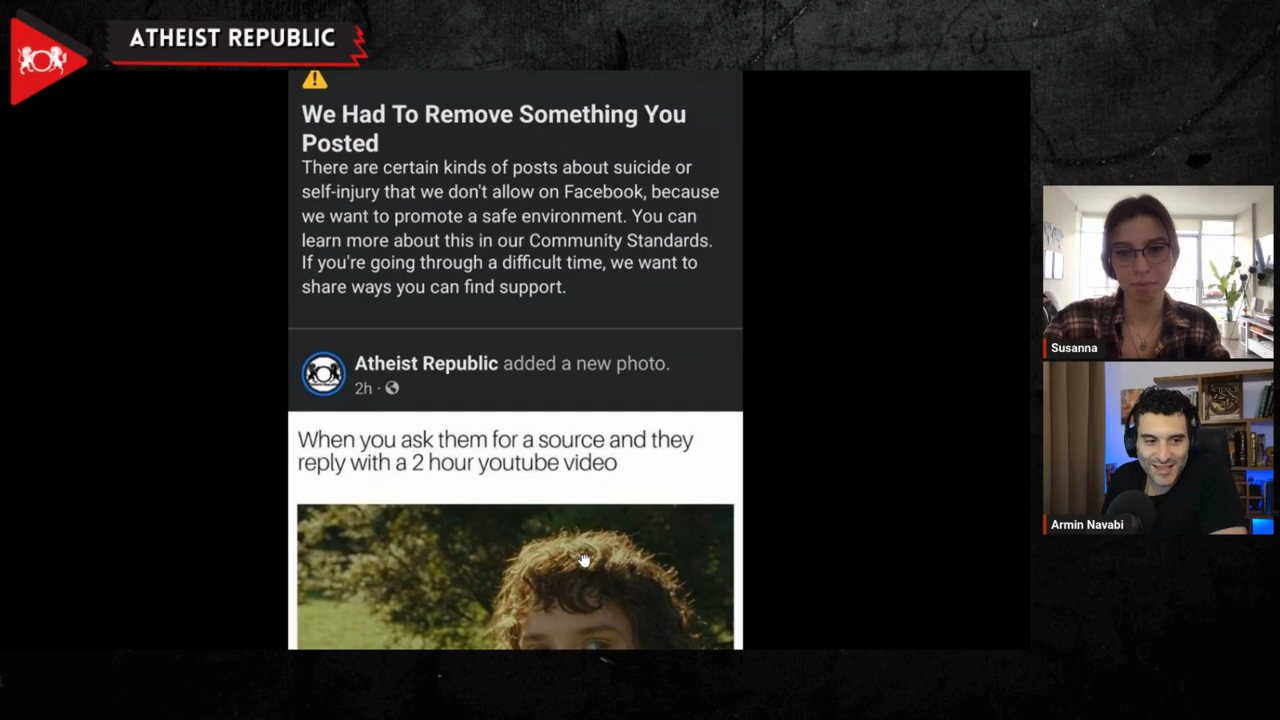 ATHEIST REPUBLIC
We Had To Remove Something You
Posted
There are certain kinds of posts about suicide or
self-injury that we don't allow on Facebook, because
we want to promote a safe environment. You can
learn more about this in our Community Standards.
If you're going through a difficult time, we want to
share ways you can find support.
Atheist Republic added a new photo.
2h ·
When you ask them for a source and they
reply with a 2 hour youtube video
Susanna
SCIENCE
Armin Navabi